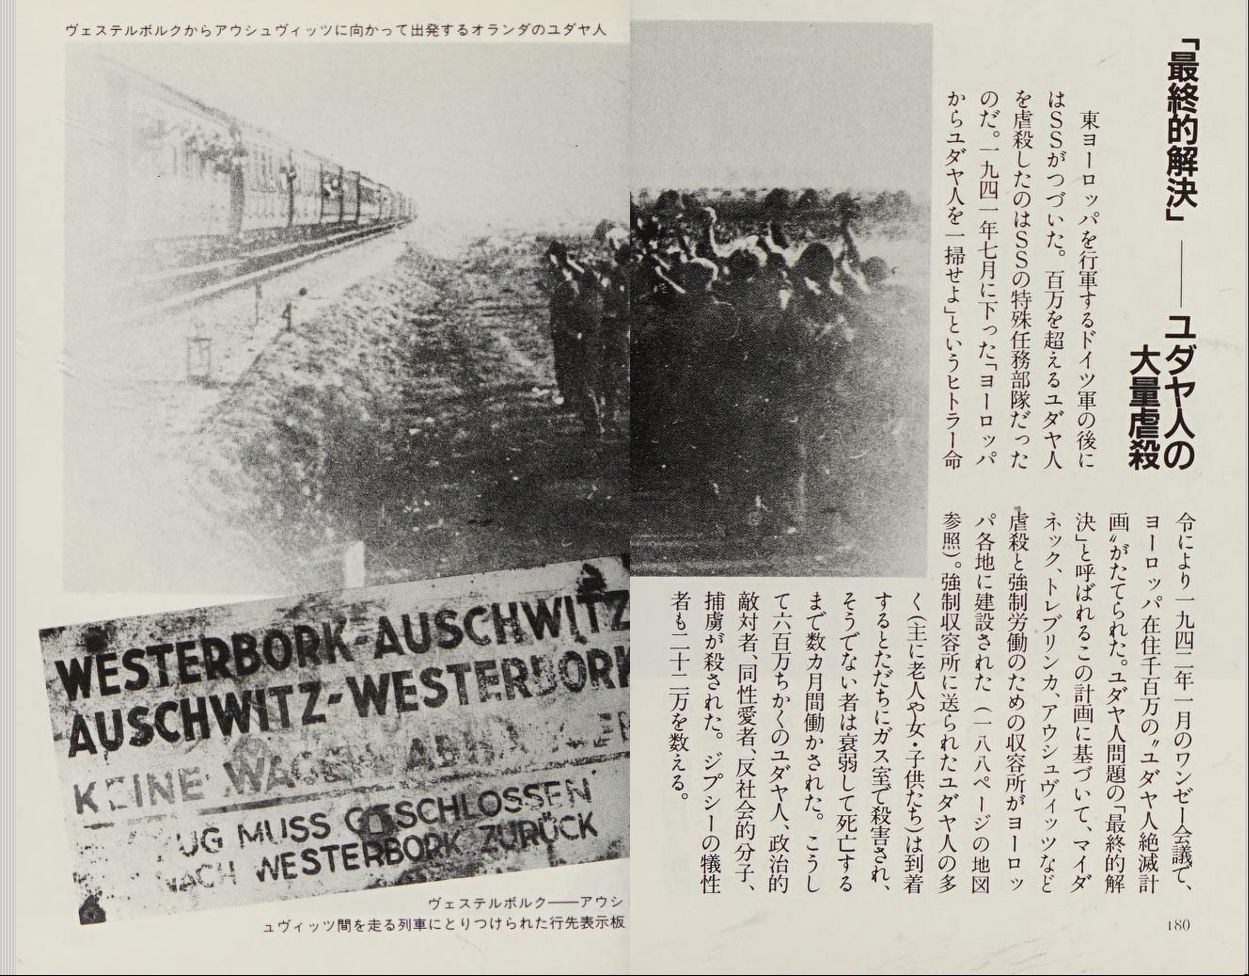 「最終的解決」――ユダヤ人の
大量虐殺
東ヨーロッパを行軍するドイツ軍の後に
はSSがつづいた。百万を超えるユダヤ人
を虐殺したのはSSの特殊任務部隊だった
のだ。一九四一年七月に下った「ヨーロッパ
からユダヤ人を一掃せよ」というヒトラー命
令により一九四二年一月のワンゼー会議で、
ヨーロッパ在住千百万の〝ユダヤ人絶滅計
画〟がたてられた。ユダヤ人問題の「最終的解
決」と呼ばれるこの計画に基づいて、マイダ
ネック、トレブリンカ、アウシュヴィッツなど
虐殺と強制労働のための収容所がヨーロッ
パ各地に建設された(一八八ページの地図
参照)。強制収容所に送られたユダヤ人の多
く(主に老人や女・子供たち)は到着
するとただちにガス室で殺害され、
そうでない者は衰弱して死亡する
まで数カ月間働かされた。こうし
て六百万ちかくのユダヤ人、政治的
敵対者、同性愛者、反社会的分子、
捕虜が殺された。ジプシーの犠牲
者も二十二万を数える。
180
ヴェステルボルクからアウシュヴィッツに向かって出発するオランダのユダヤ人
WESTERBORK-AUSCHWITZ
AUSCHWITZ-WESTERBORK
KEINE WAGEN ABHÄNGEN
ZUG MUSS GESCHLOSSEN
NACH WESTERBORK ZURÜCK
ヴェステルボルク――アウシ
ュヴィッツ間を走る列車にとりつけられた行先表示板